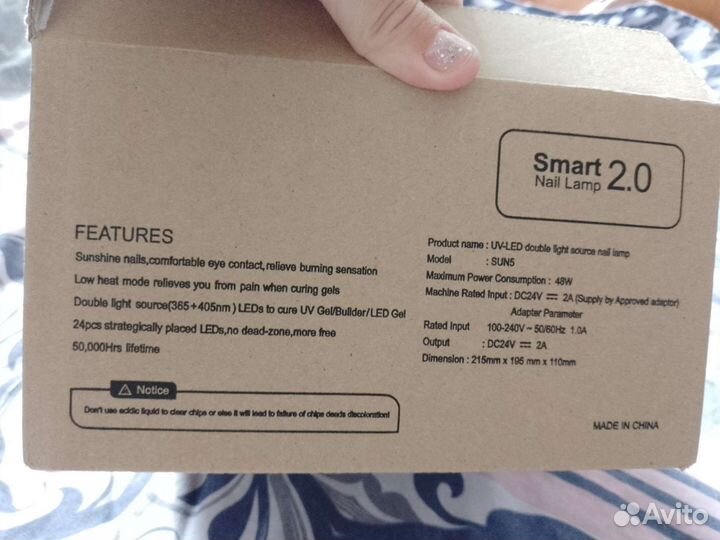 Smart 2.0
Nail Lamp
FEATURES
Sunshine nails,comfortable eye contact,relieve burning sensation
Low heat mode relieves you from pain when curing gels
Double light source(365+405nm) LEDs to cure UV Gel/Builder/LED Gel
24pcs strategically placed LEDs,no dead-zone,more free
50,000Hrs lifetime
Notice
Don't use acidic liquid to clear chips or else it will lead to failure of chips deads discoloration!
Product name : UV-LED double light source nail lamp
Model : SUN5
Maximum Power Consumption : 48W
Machine Rated Input : DC24V ⎓ 2A (Supply by Approved adaptor)
Adapter Parameter
Rated Input 100-240V ~ 50/60Hz 1.0A
Output : DC24V ⎓ 2A
Dimension : 215mm x 195 mm x 110mm
MADE IN CHINA
Avito